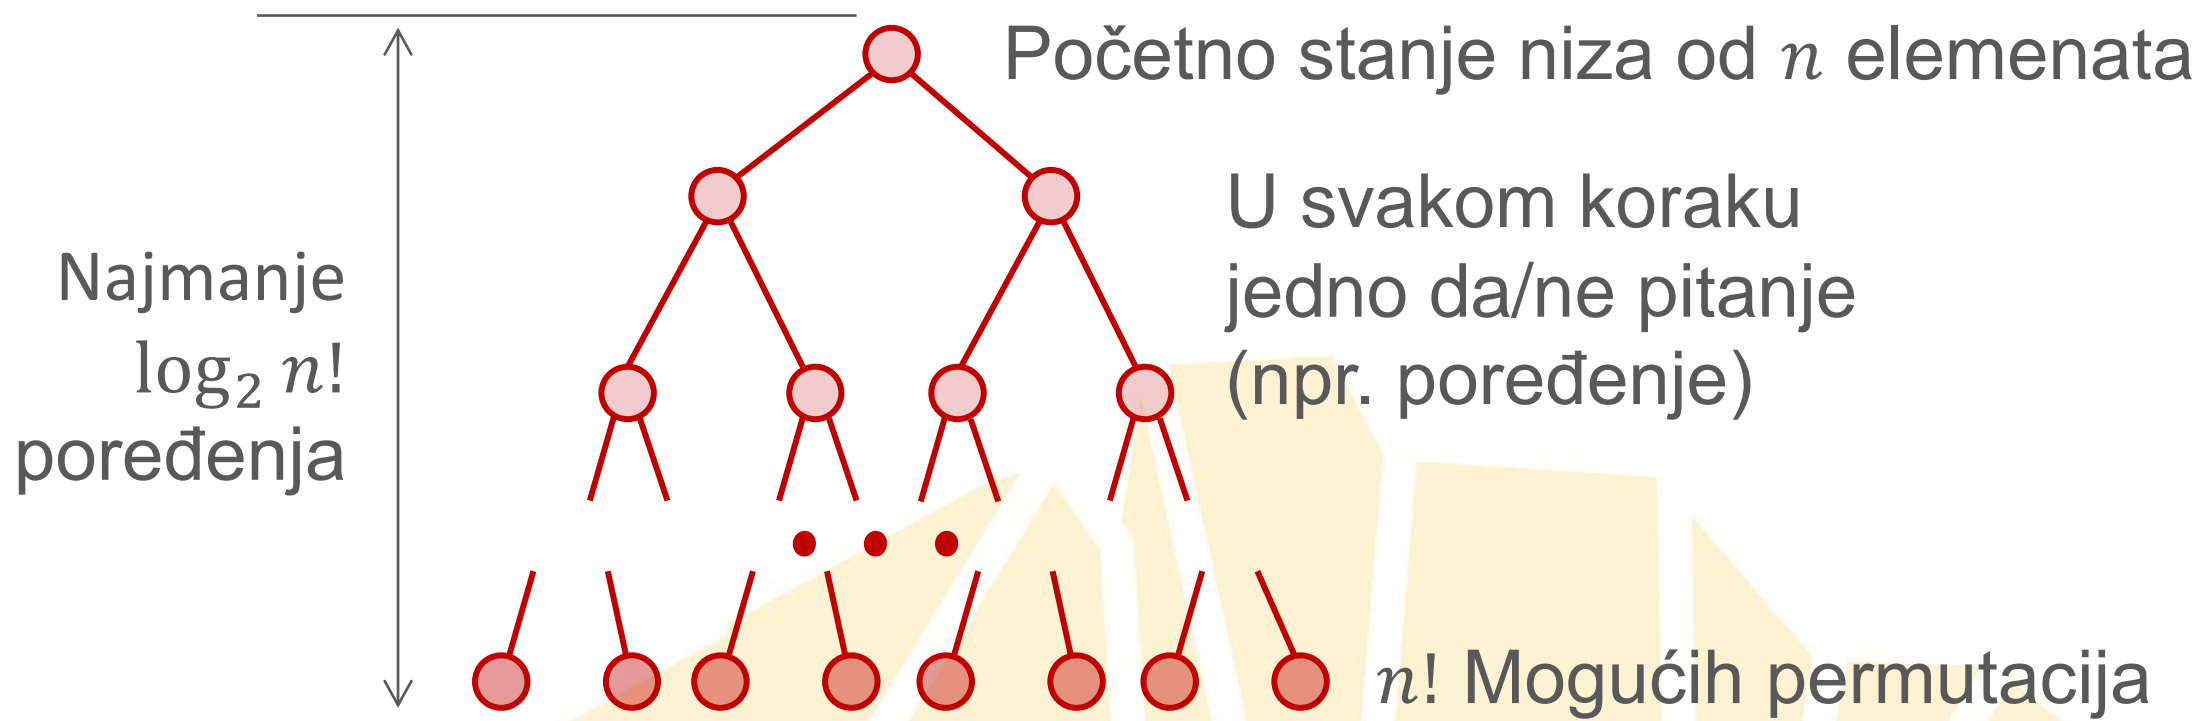 Početno stanje niza od n elemenata
U svakom koraku
jedno da/ne pitanje
(npr. poređenje)
Najmanje
log₂ n!
poređenja
n! Mogućih permutacija